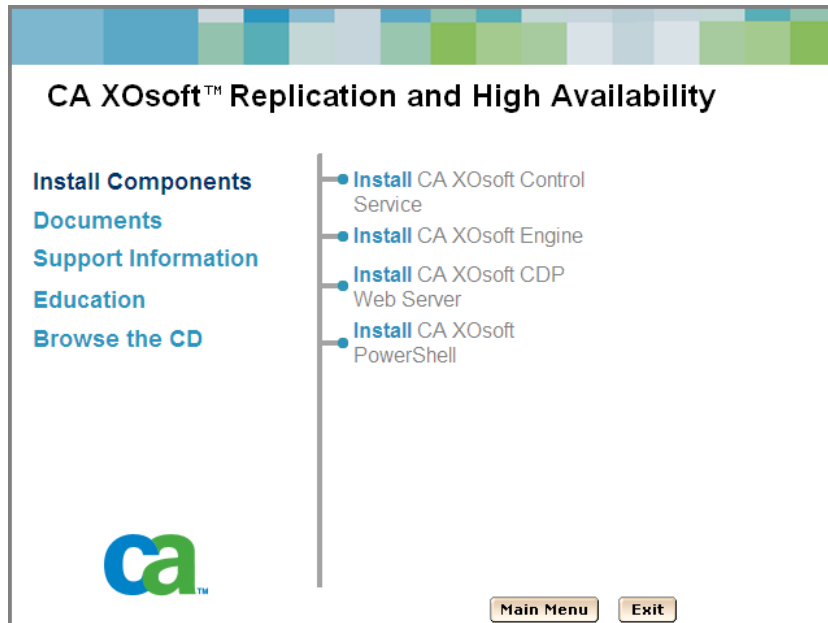 CA XOsoft™ Replication and High Availability
Install Components
Documents
Support Information
Education
Browse the CD
Install CA XOsoft Control
Service
Install CA XOsoft Engine
Install CA XOsoft CDP
Web Server
Install CA XOsoft
PowerShell
ca™
Main Menu
Exit